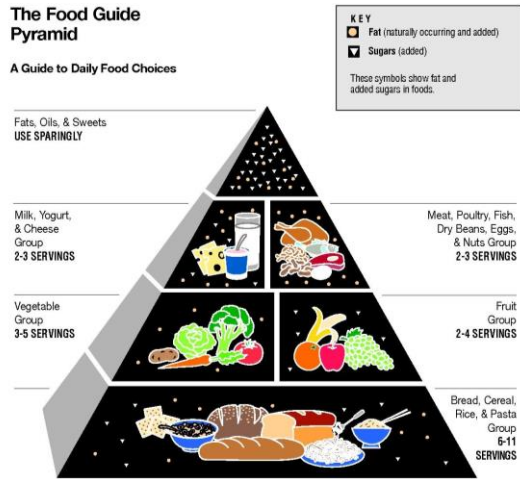 The Food Guide
Pyramid
A Guide to Daily Food Choices
KEY
Fat (naturally occurring and added)
Sugars (added)
These symbols show fat and
added sugars in foods.
Fats, Oils, & Sweets
USE SPARINGLY
Milk, Yogurt,
& Cheese
Group
2-3 SERVINGS
Meat, Poultry, Fish,
Dry Beans, Eggs,
& Nuts Group
2-3 SERVINGS
Vegetable
Group
3-5 SERVINGS
Fruit
Group
2-4 SERVINGS
Bread, Cereal,
Rice, & Pasta
Group
6-11
SERVINGS